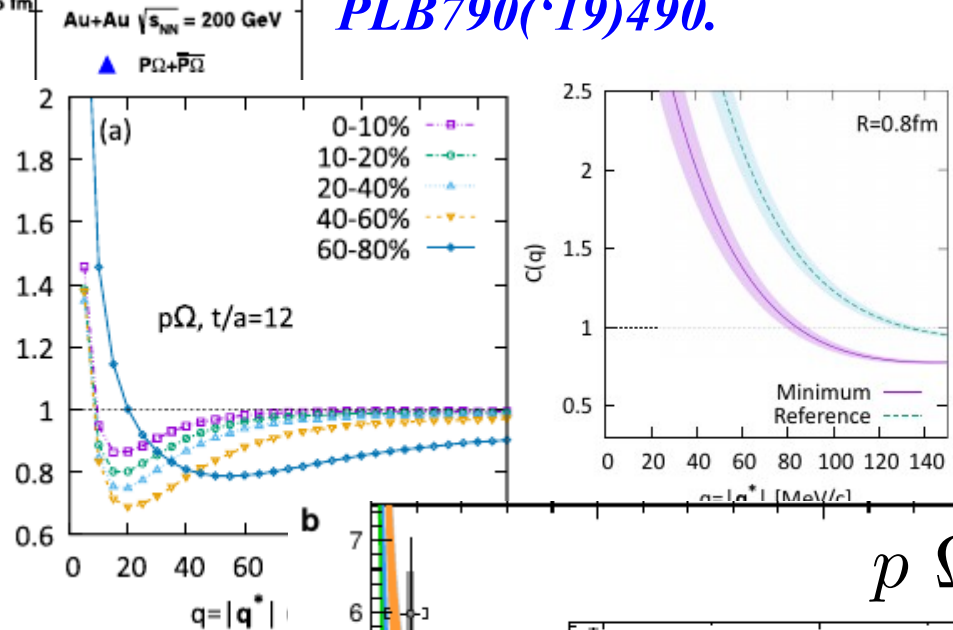 PLB790('19)490.
Au+Au √s_NN = 200 GeV
PΩ+P̅Ω̅
2
1.8
1.6
1.4
1.2
1
0.8
0.6
0
20
40
60
(a)
0-10%
10-20%
20-40%
40-60%
60-80%
pΩ, t/a=12
q=|q*|
2.5
2
1.5
1
0.5
C(q)
R=0.8fm
Minimum
Reference
0 20 40 60 80 100 120 140
q=|q*| [MeV/c]
b
7
6
p